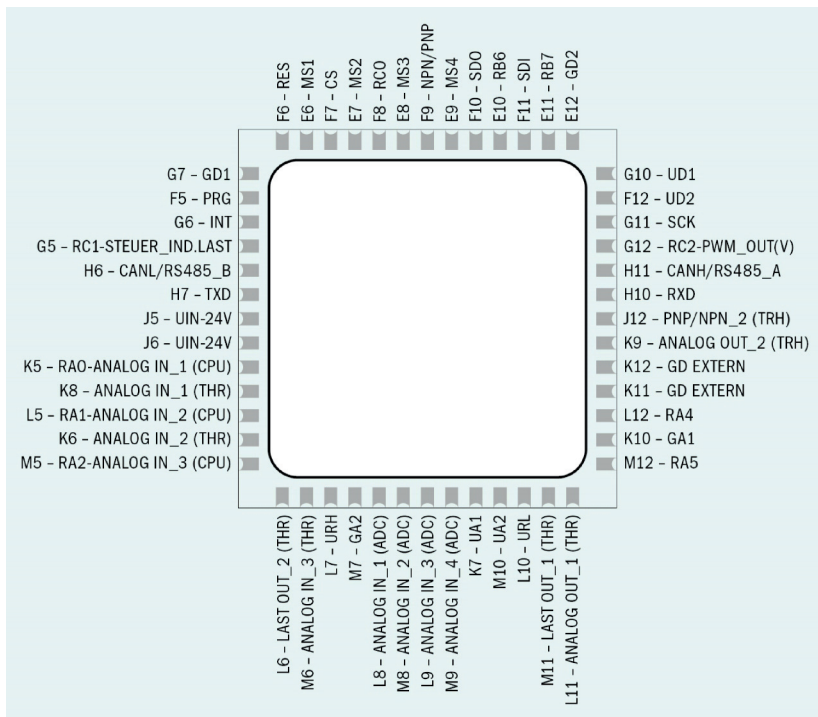 F6 – RES
E6 – MS1
F7 – CS
E7 – MS2
F8 – RC0
E8 – MS3
F9 – NPN/PNP
E9 – MS4
F10 – SDO
E10 – RB6
F11 – SDI
E11 – RB7
E12 – GD2
G7 – GD1
F5 – PRG
G6 – INT
G5 – RC1-STEUER_IND.LAST
H6 – CANL/RS485_B
H7 – TXD
J5 – UIN-24V
J6 – UIN-24V
K5 – RA0-ANALOG IN_1 (CPU)
K8 – ANALOG IN_1 (THR)
L5 – RA1-ANALOG IN_2 (CPU)
K6 – ANALOG IN_2 (THR)
M5 – RA2-ANALOG IN_3 (CPU)
G10 – UD1
F12 – UD2
G11 – SCK
G12 – RC2-PWM_OUT(V)
H11 – CANH/RS485_A
H10 – RXD
J12 – PNP/NPN_2 (TRH)
K9 – ANALOG OUT_2 (TRH)
K12 – GD EXTERN
K11 – GD EXTERN
L12 – RA4
K10 – GA1
M12 – RA5
L6 – LAST OUT_2 (THR)
M6 – ANALOG IN_3 (THR)
L7 – URH
M7 – GA2
L8 – ANALOG IN_1 (ADC)
M8 – ANALOG IN_2 (ADC)
L9 – ANALOG IN_3 (ADC)
M9 – ANALOG IN_4 (ADC)
K7 – UA1
M10 – UA2
L10 – URL
M11 – LAST OUT_1 (THR)
L11 – ANALOG OUT_1 (THR)